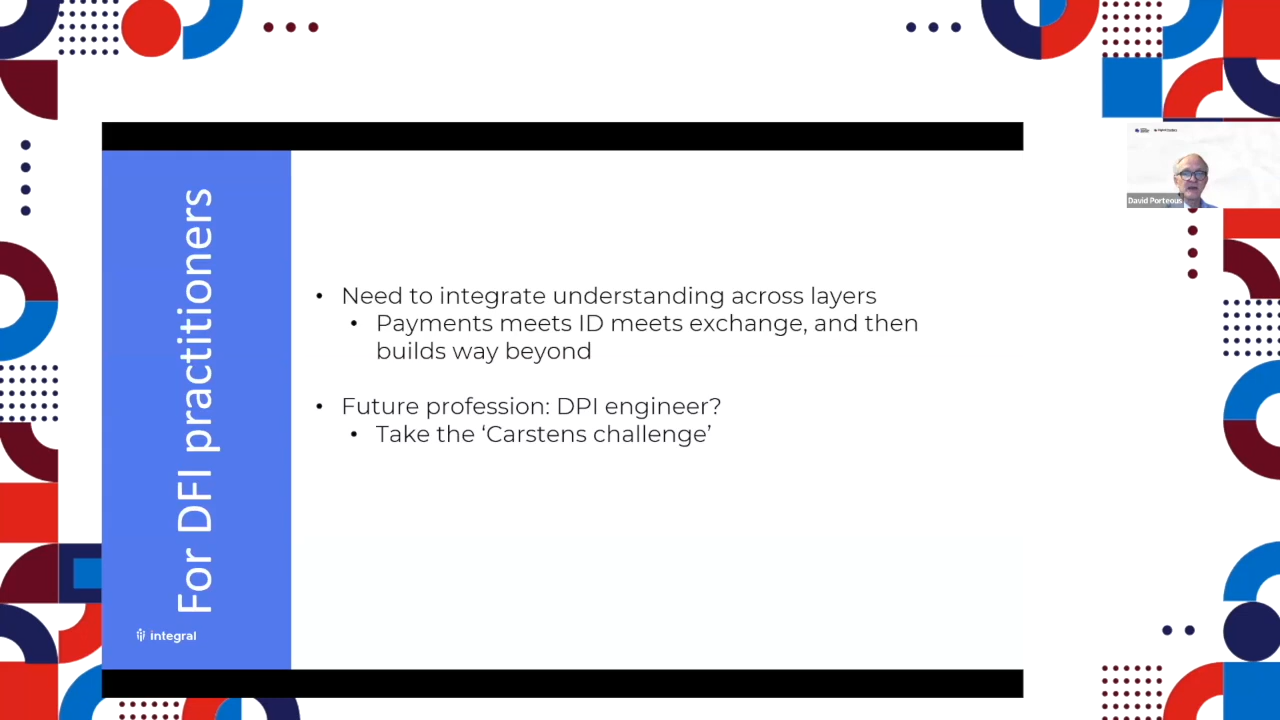 For DFI practitioners
• Need to integrate understanding across layers
• Payments meets ID meets exchange, and then
builds way beyond
• Future profession: DPI engineer?
• Take the ‘Carstens challenge’
integral
David Porteous